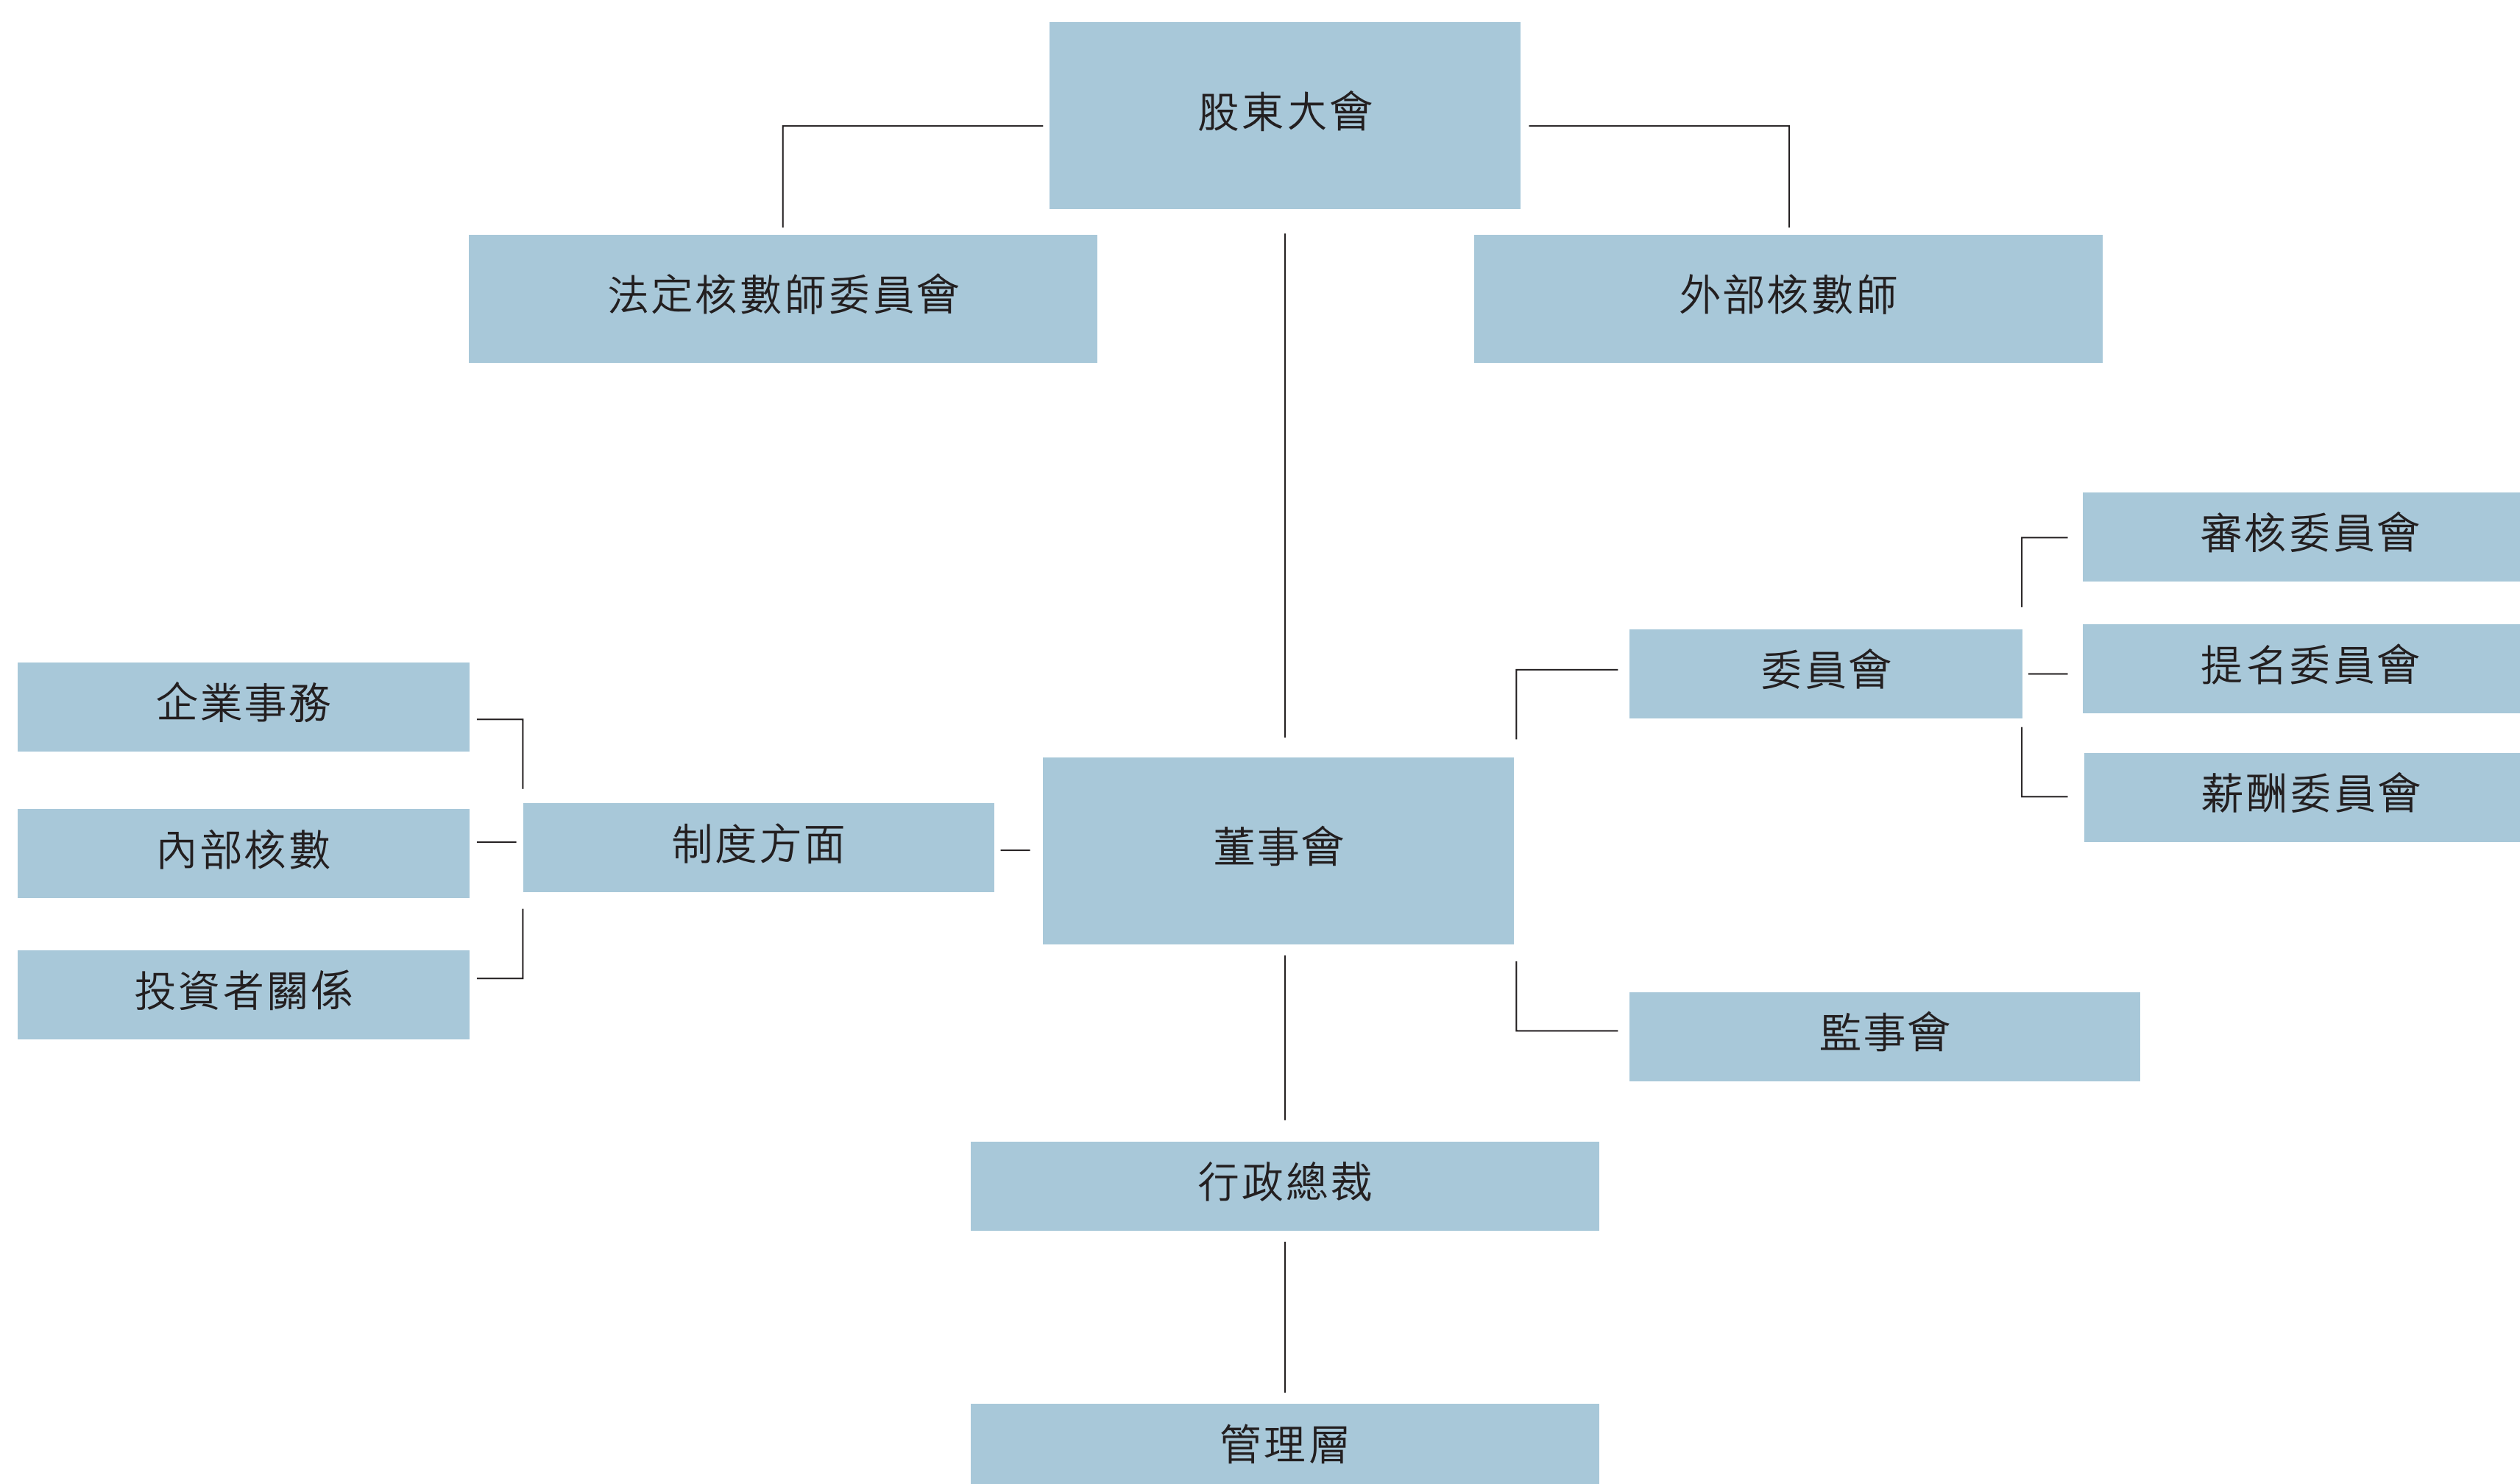 股東大會
法定核數師委員會
外部核數師
審核委員會
提名委員會
薪酬委員會
委員會
企業事務
內部核數
投資者關係
制度方面
董事會
監事會
行政總裁
管理層